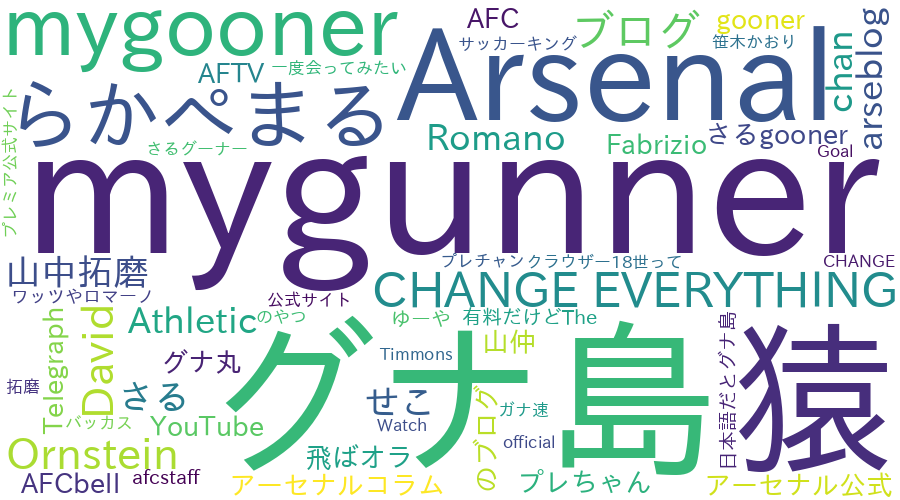 mygooner
AFC
ブログ
gooner
サッカーキング
笹木かおり
arseblog
chan
AFTV
一度会ってみたい
Arsenal
らかぺまる
プレミア公式サイト
さるグーナー
Romano
Fabrizio
さるgooner
Goal
mygunner
山中拓磨
ワッツやロマーノ
公式サイト
プレチャンクラウザー18世って
CHANGE
CHANGE EVERYTHING
Telegraph
David
Athletic
のやつ
ゆーや
有料だけどThe
日本語だとグナ島
グナ丸
Timmons
山仲
グナ島
猿
拓磨
さる
せこ
のブログ
ガナ速
バッカス
YouTube
Watch
official
Ornstein
飛ばオラ
AFCbell
afcstaff
アーセナルコラム
プレちゃん
アーセナル公式